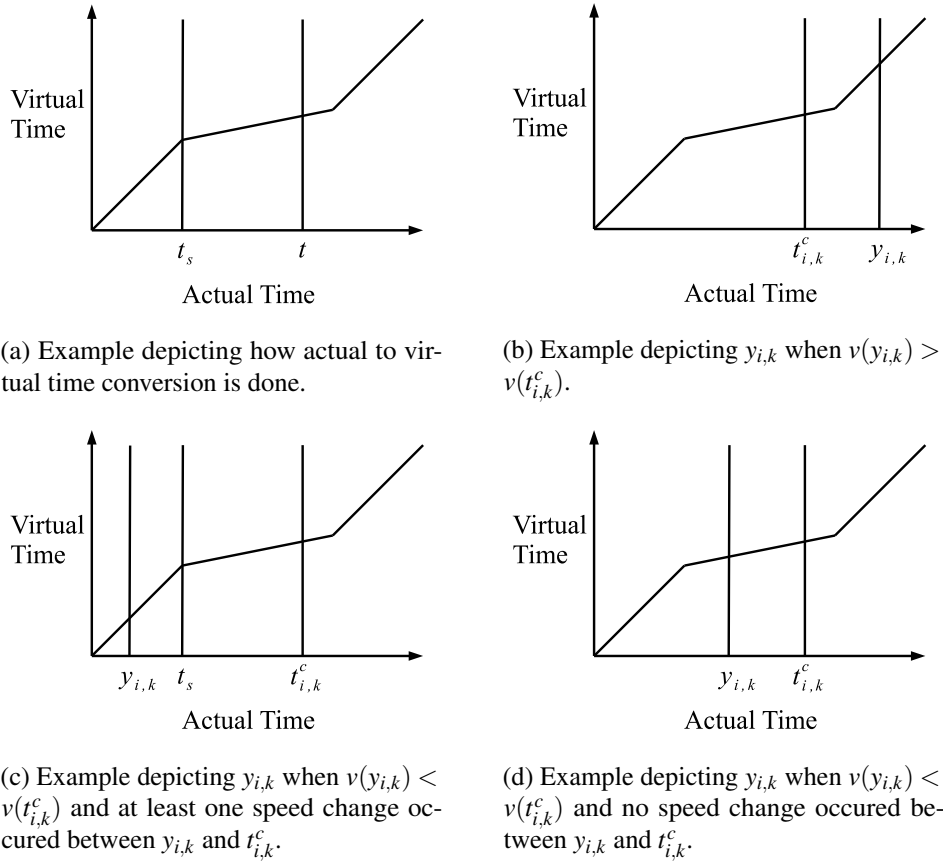 Virtual
Time
t_s
t
Actual Time
(a) Example depicting how actual to vir-
tual time conversion is done.
Virtual
Time
t^c_{i,k}
y_{i,k}
Actual Time
(b) Example depicting y_{i,k} when v(y_{i,k}) >
v(t^c_{i,k}).
Virtual
Time
y_{i,k}
t_s
t^c_{i,k}
Actual Time
(c) Example depicting y_{i,k} when v(y_{i,k}) <
v(t^c_{i,k}) and at least one speed change oc-
cured between y_{i,k} and t^c_{i,k}.
Virtual
Time
y_{i,k}
t^c_{i,k}
Actual Time
(d) Example depicting y_{i,k} when v(y_{i,k}) <
v(t^c_{i,k}) and no speed change occured be-
tween y_{i,k} and t^c_{i,k}.